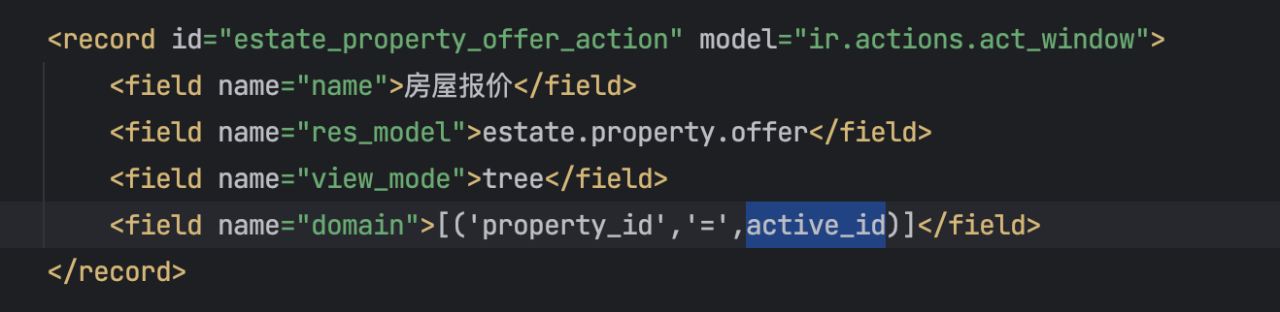 <record id="estate_property_offer_action" model="ir.actions.act_window">
<field name="name">房屋报价</field>
<field name="res_model">estate.property.offer</field>
<field name="view_mode">tree</field>
<field name="domain">[('property_id','=',active_id)]</field>
</record>